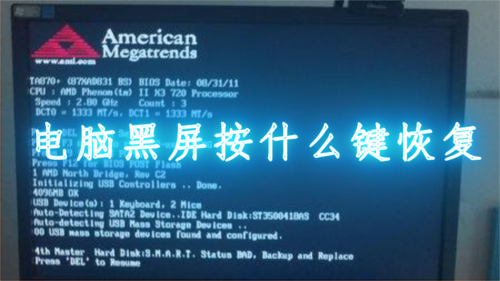 American
Megatrends
www.ami.com
TA870+ (87XAD831 BS) BIOS Date: 08/31/11
CPU : AMD Phenom(tm) II X3 720 Processor
Speed : 2.80 GHz Count : 3
DCT0 = 1333 MT/s, DCT1 = 1333 MT/s
电脑黑屏按什么键恢复
Press F12 for BIOS POST Flash
1 AMD North Bridge, Rev C2
Initializing USB Controllers .. Done.
4096MB OK
USB Device(s): 1 Keyboard, 2 Mice
Auto-Detecting SATA2 Device..IDE Hard Disk:ST3500418AS CC34
Auto-detecting USB Mass Storage Devices ..
00 USB mass storage devices found and configured.
4th Master Hard Disk:S.M.A.R.T. Status BAD, Backup and Replace
Press 'DEL' to Resume